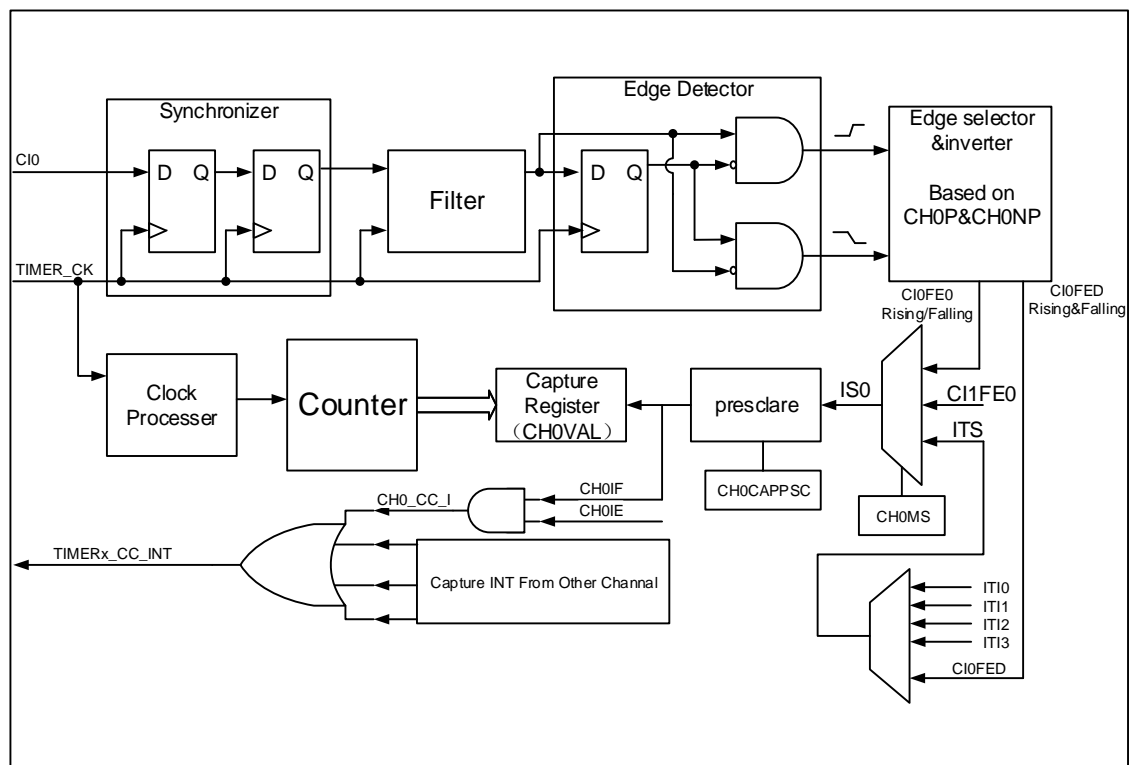 Synchronizer
Edge Detector
Edge selector
&inverter
Based on
CH0P&CH0NP
CI0
D Q
D Q
Filter
D Q
TIMER_CK
CI0FE0
Rising/Falling
CI0FED
Rising&Falling
Clock
Processer
Counter
Capture
Register
（CH0VAL）
presclare
IS0
CI1FE0
ITS
CH0CAPPSC
CH0MS
CH0IF
CH0IE
CH0_CC_I
TIMERx_CC_INT
Capture INT From Other Channel
ITI0
ITI1
ITI2
ITI3
CI0FED